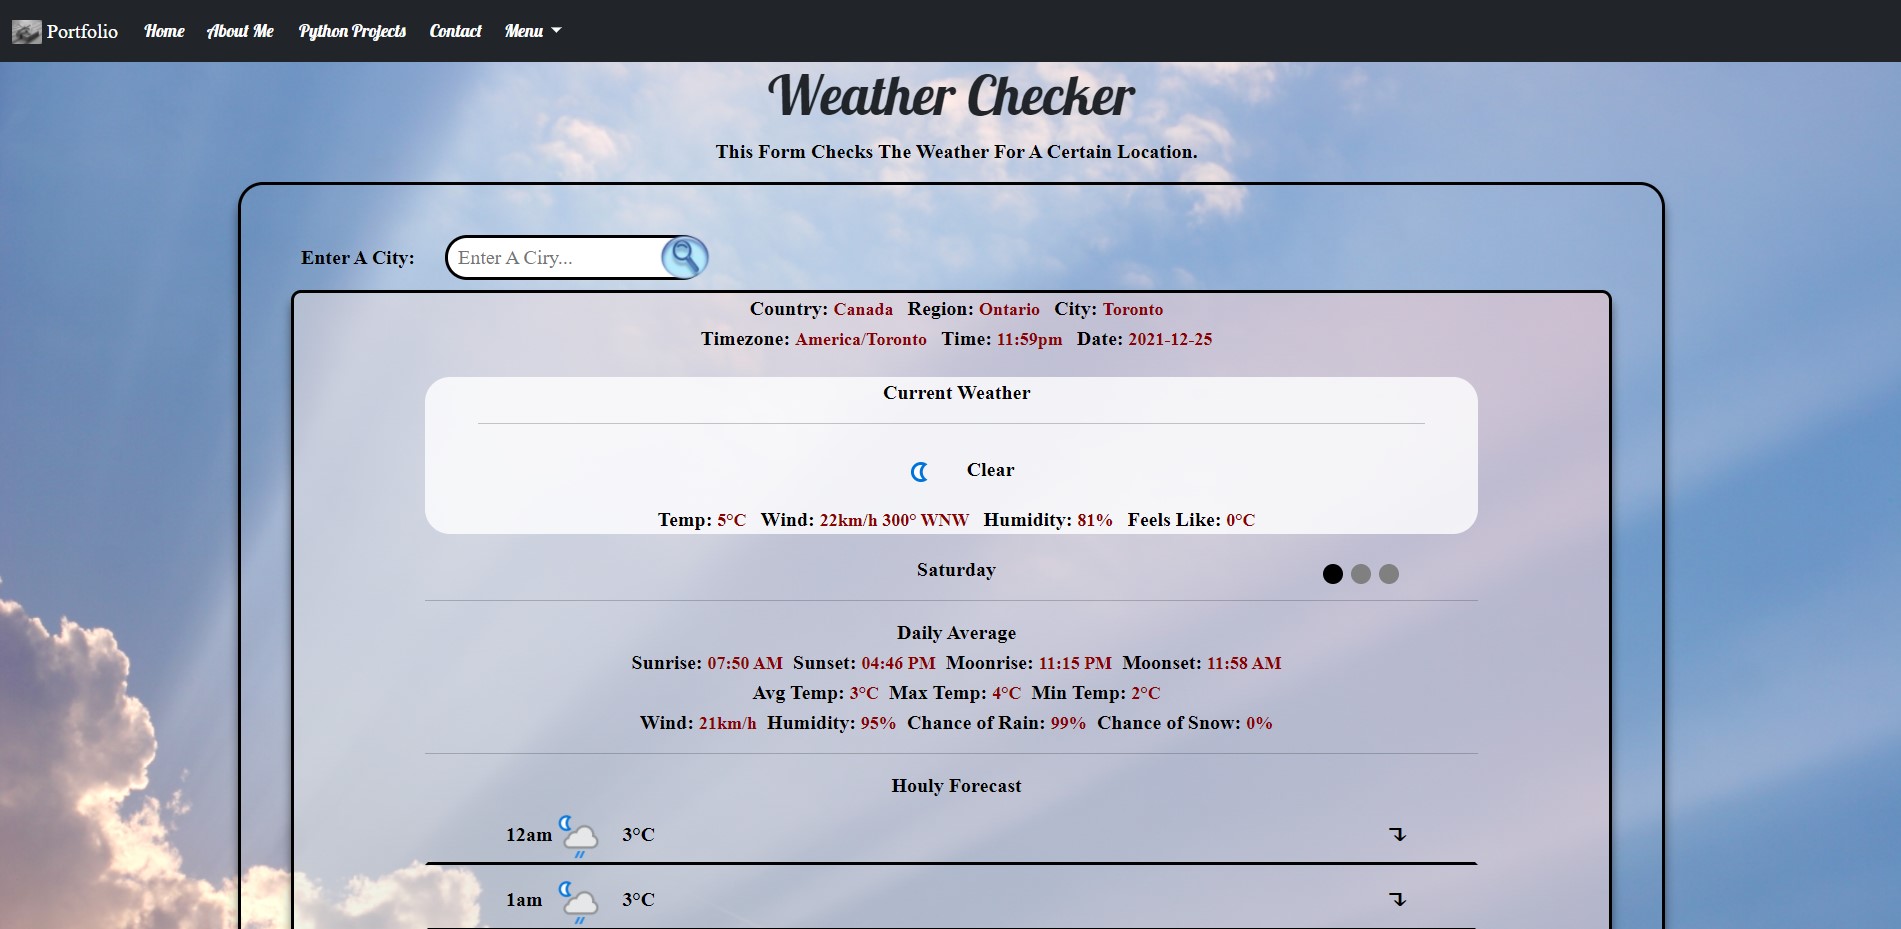 Portfolio Home About Me Python Projects Contact Menu
Weather Checker
This Form Checks The Weather For A Certain Location.
Enter A City: Enter A Ciry...
Country: Canada Region: Ontario City: Toronto
Timezone: America/Toronto Time: 11:59pm Date: 2021-12-25
Current Weather
Clear
Temp: 5°C Wind: 22km/h 300° WNW Humidity: 81% Feels Like: 0°C
Saturday
Daily Average
Sunrise: 07:50 AM Sunset: 04:46 PM Moonrise: 11:15 PM Moonset: 11:58 AM
Avg Temp: 3°C Max Temp: 4°C Min Temp: 2°C
Wind: 21km/h Humidity: 95% Chance of Rain: 99% Chance of Snow: 0%
Houly Forecast
12am 3°C
1am 3°C